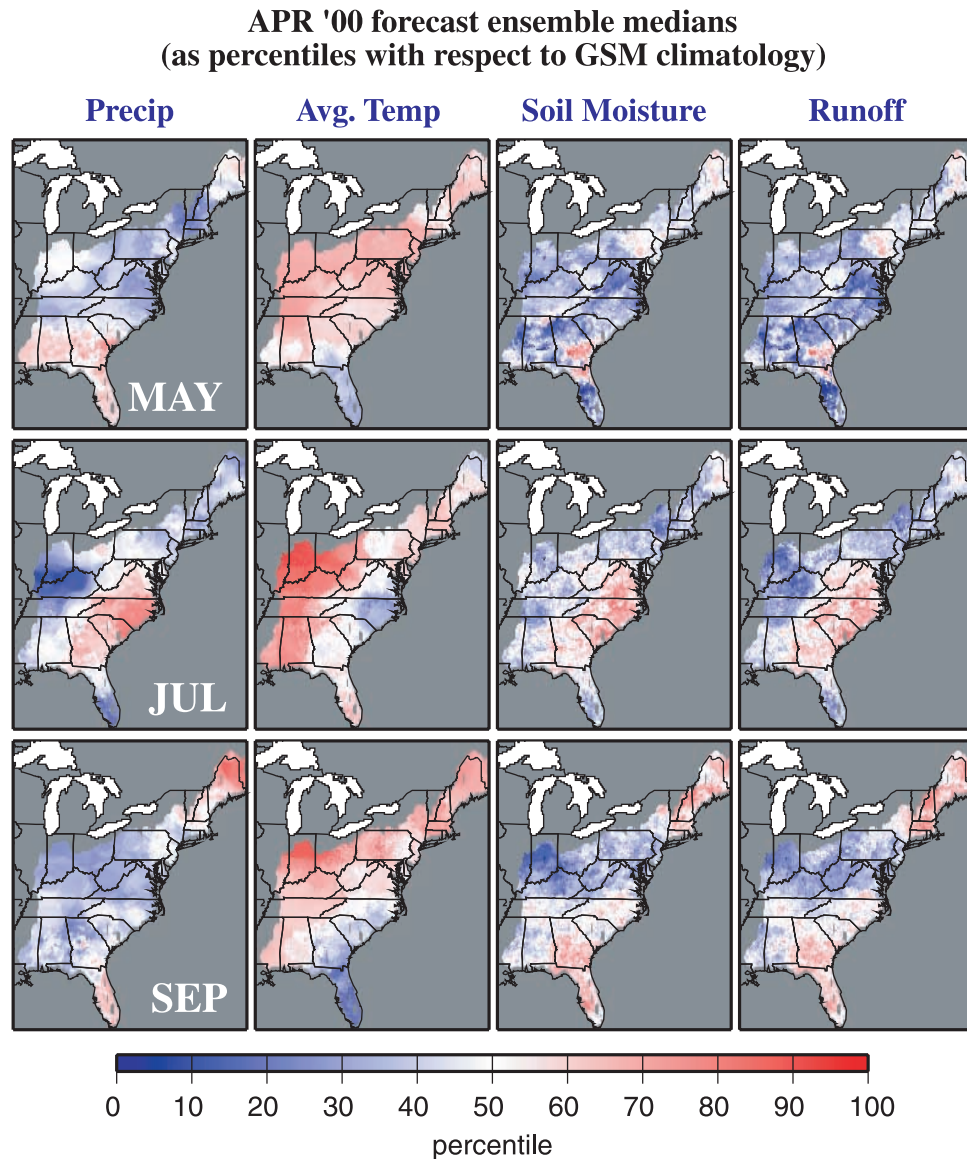 APR '00 forecast ensemble medians
(as percentiles with respect to GSM climatology)
Precip Avg. Temp Soil Moisture Runoff
MAY
JUL
SEP
0 10 20 30 40 50 60 70 80 90 100
percentile